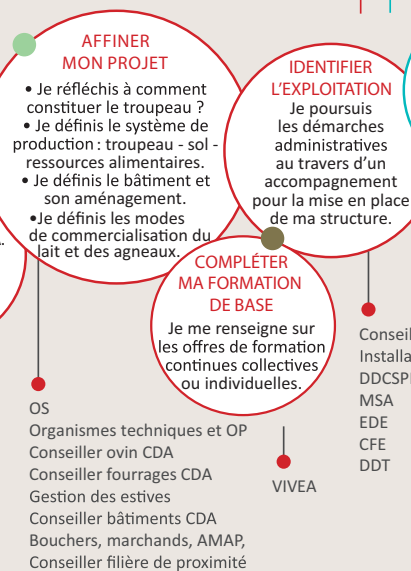 AFFINER
MON PROJET
• Je réfléchis à comment
constituer le troupeau ?
• Je définis le système de
production : troupeau - sol -
ressources alimentaires.
• Je définis le bâtiment et
son aménagement.
•Je définis les modes
de commercialisation du
lait et des agneaux.
IDENTIFIER
L'EXPLOITATION
Je poursuis
les démarches
administratives
au travers d'un
accompagnement
pour la mise en place
de ma structure.
COMPLÉTER
MA FORMATION
DE BASE
Je me renseigne sur
les offres de formation
continues collectives
ou individuelles.
OS
Organismes techniques et OP
Conseiller ovin CDA
Conseiller fourrages CDA
Gestion des estives
Conseiller bâtiments CDA
Bouchers, marchands, AMAP,
Conseiller filière de proximité
VIVEA
Conseil
Installa
DDCSP
MSA
EDE
CFE
DDT